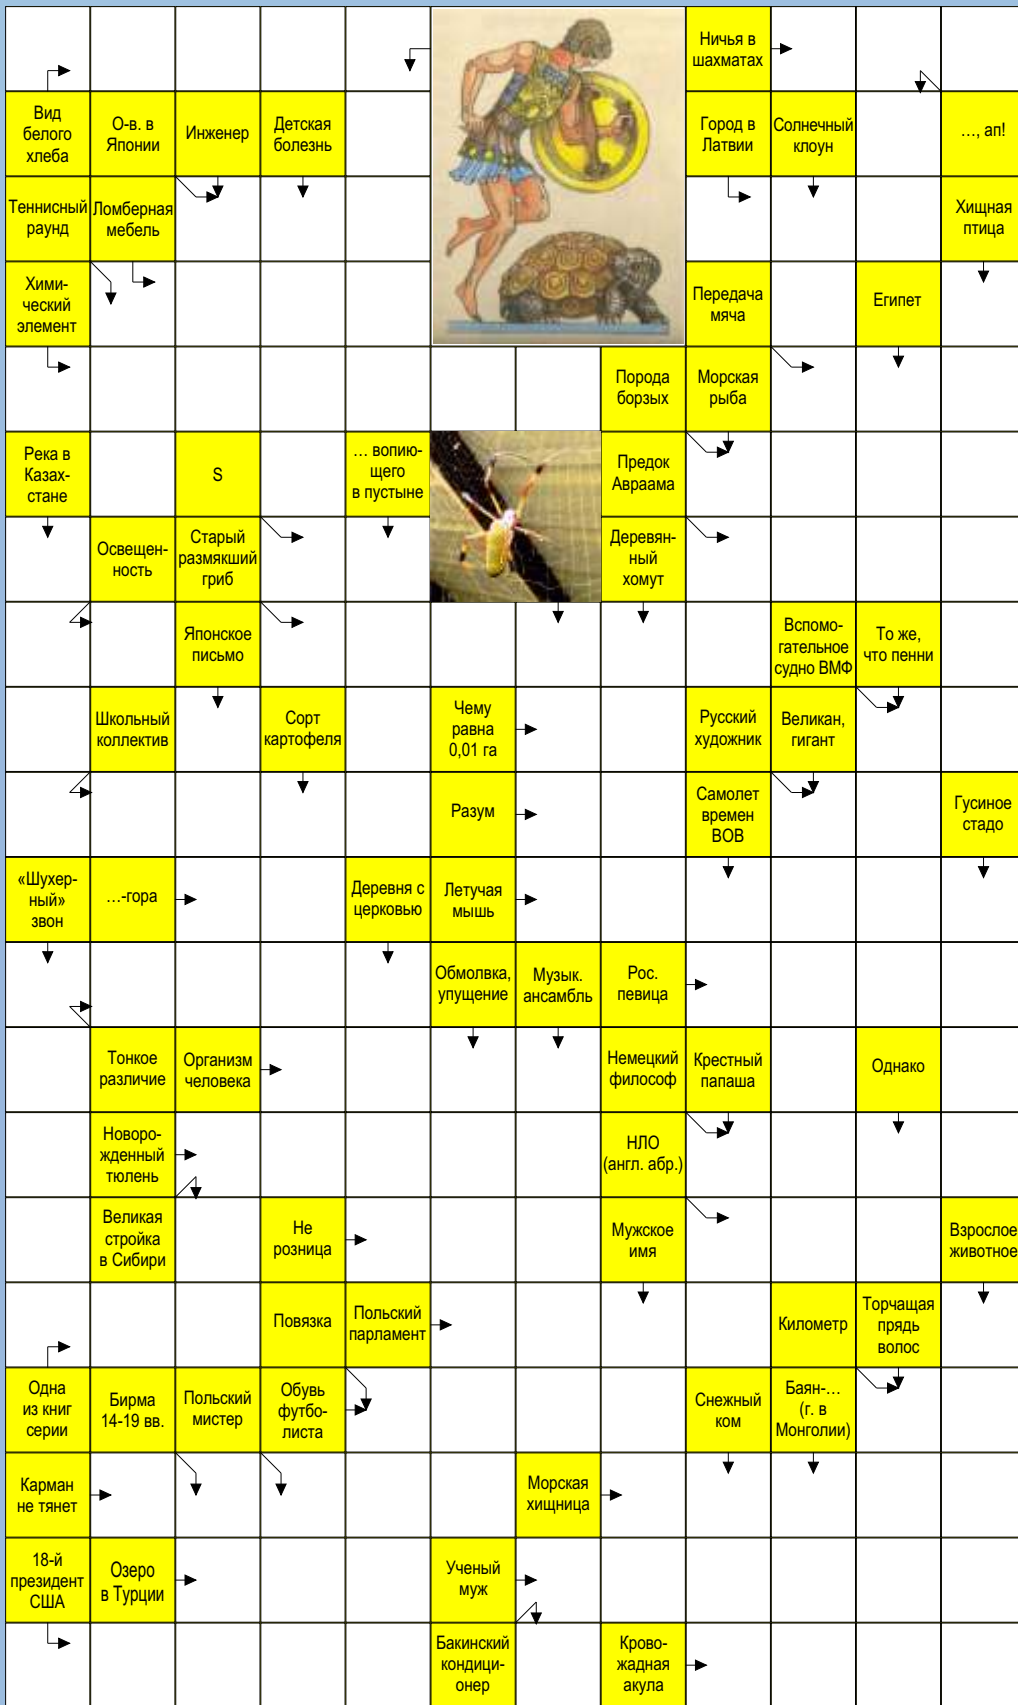 Ничья в
шахматах
Вид
белого
хлеба
О-в. в
Японии
Инженер
Детская
болезнь
Город в
Латвии
Солнечный
клоун
…, ап!
Теннисный
раунд
Ломберная
мебель
Хищная
птица
Хими-
ческий
элемент
Передача
мяча
Египет
Порода
борзых
Морская
рыба
Река в
Казах-
стане
S
… вопию-
щего
в пустыне
Предок
Авраама
Освещен-
ность
Старый
размякший
гриб
Деревян-
ный
хомут
Японское
письмо
Вспомо-
гательное
судно ВМФ
То же,
что пенни
Школьный
коллектив
Сорт
картофеля
Чему
равна
0,01 га
Русский
художник
Великан,
гигант
Разум
Самолет
времен
ВОВ
Гусиное
стадо
«Шухер-
ный»
звон
…-гора
Деревня с
церковью
Летучая
мышь
Обмолвка,
упущение
Музык.
ансамбль
Рос.
певица
Тонкое
различие
Организм
человека
Немецкий
философ
Крестный
папаша
Однако
Новоро-
жденный
тюлень
НЛО
(англ. абр.)
Великая
стройка
в Сибири
Не
розница
Мужское
имя
Взрослое
животное
Повязка
Польский
парламент
Километр
Торчащая
прядь
волос
Одна
из книг
серии
Бирма
14-19 вв.
Польский
мистер
Обувь
футбо-
листа
Снежный
ком
Баян-…
(г. в
Монголии)
Карман
не тянет
Морская
хищница
18-й
президент
США
Озеро
в Турции
Ученый
муж
Бакинский
кондици-
онер
Крово-
жадная
акула